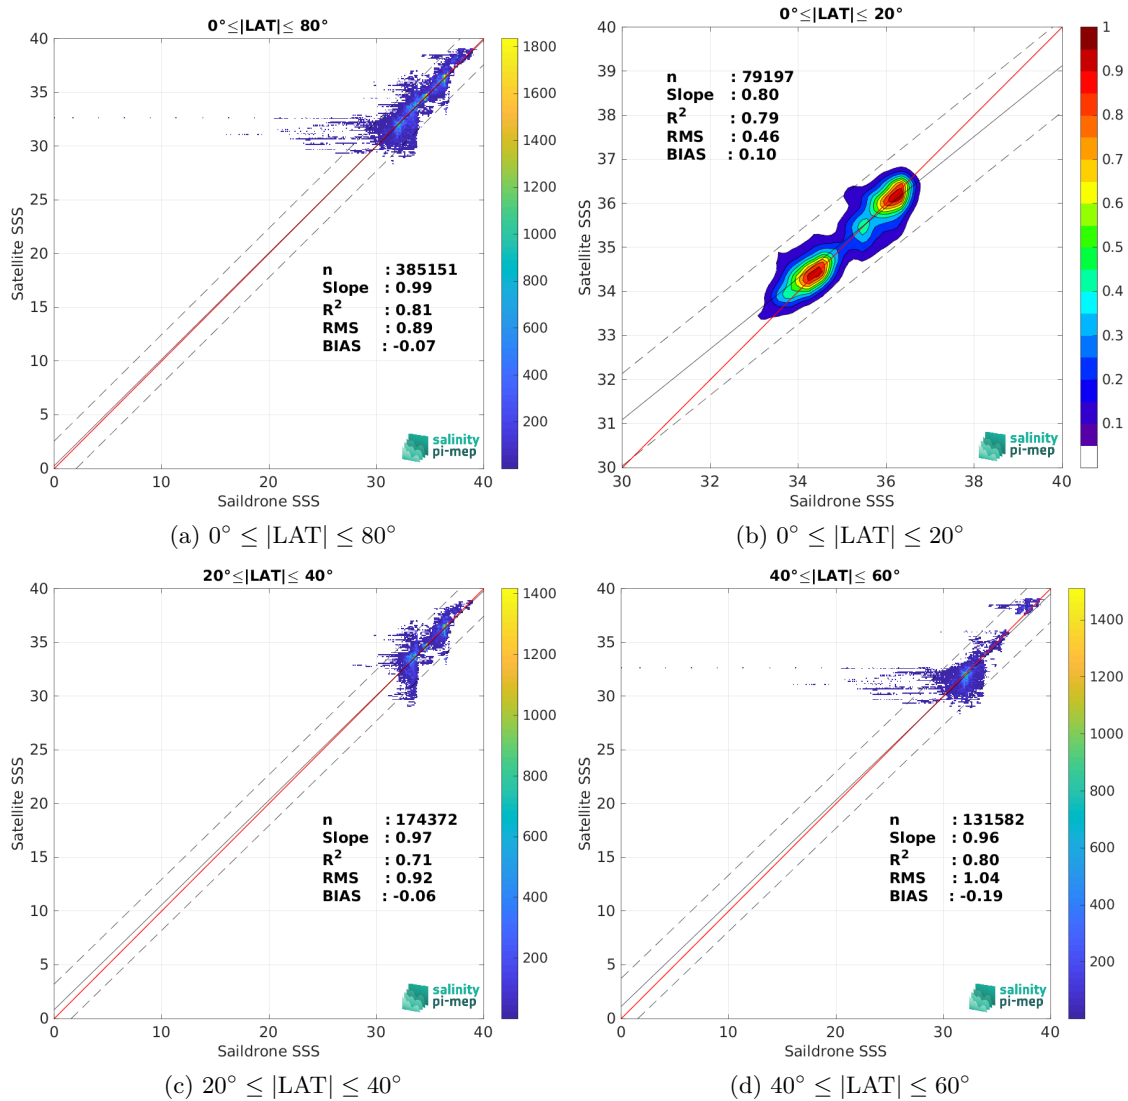 0°≤|LAT|≤ 80°
40
35
30
25
20
15
10
5
0
Satellite SSS
n : 385151
Slope : 0.99
R² : 0.81
RMS : 0.89
BIAS : -0.07
salinity
pi-mep
0 10 20 30 40
Saildrone SSS
1800
1600
1400
1200
1000
800
600
400
200
(a) 0° ≤ |LAT| ≤ 80°
0°≤|LAT|≤ 20°
40
39
38
37
36
35
34
33
32
31
30
Satellite SSS
n : 79197
Slope : 0.80
R² : 0.79
RMS : 0.46
BIAS : 0.10
salinity
pi-mep
30 32 34 36 38 40
Saildrone SSS
1
0.9
0.8
0.7
0.6
0.5
0.4
0.3
0.2
0.1
(b) 0° ≤ |LAT| ≤ 20°
20°≤|LAT|≤ 40°
40
35
30
25
20
15
10
5
0
Satellite SSS
n : 174372
Slope : 0.97
R² : 0.71
RMS : 0.92
BIAS : -0.06
salinity
pi-mep
0 10 20 30 40
Saildrone SSS
1400
1200
1000
800
600
400
200
(c) 20° ≤ |LAT| ≤ 40°
40°≤|LAT|≤ 60°
40
35
30
25
20
15
10
5
0
Satellite SSS
n : 131582
Slope : 0.96
R² : 0.80
RMS : 1.04
BIAS : -0.19
salinity
pi-mep
0 10 20 30 40
Saildrone SSS
1400
1200
1000
800
600
400
200
(d) 40° ≤ |LAT| ≤ 60°